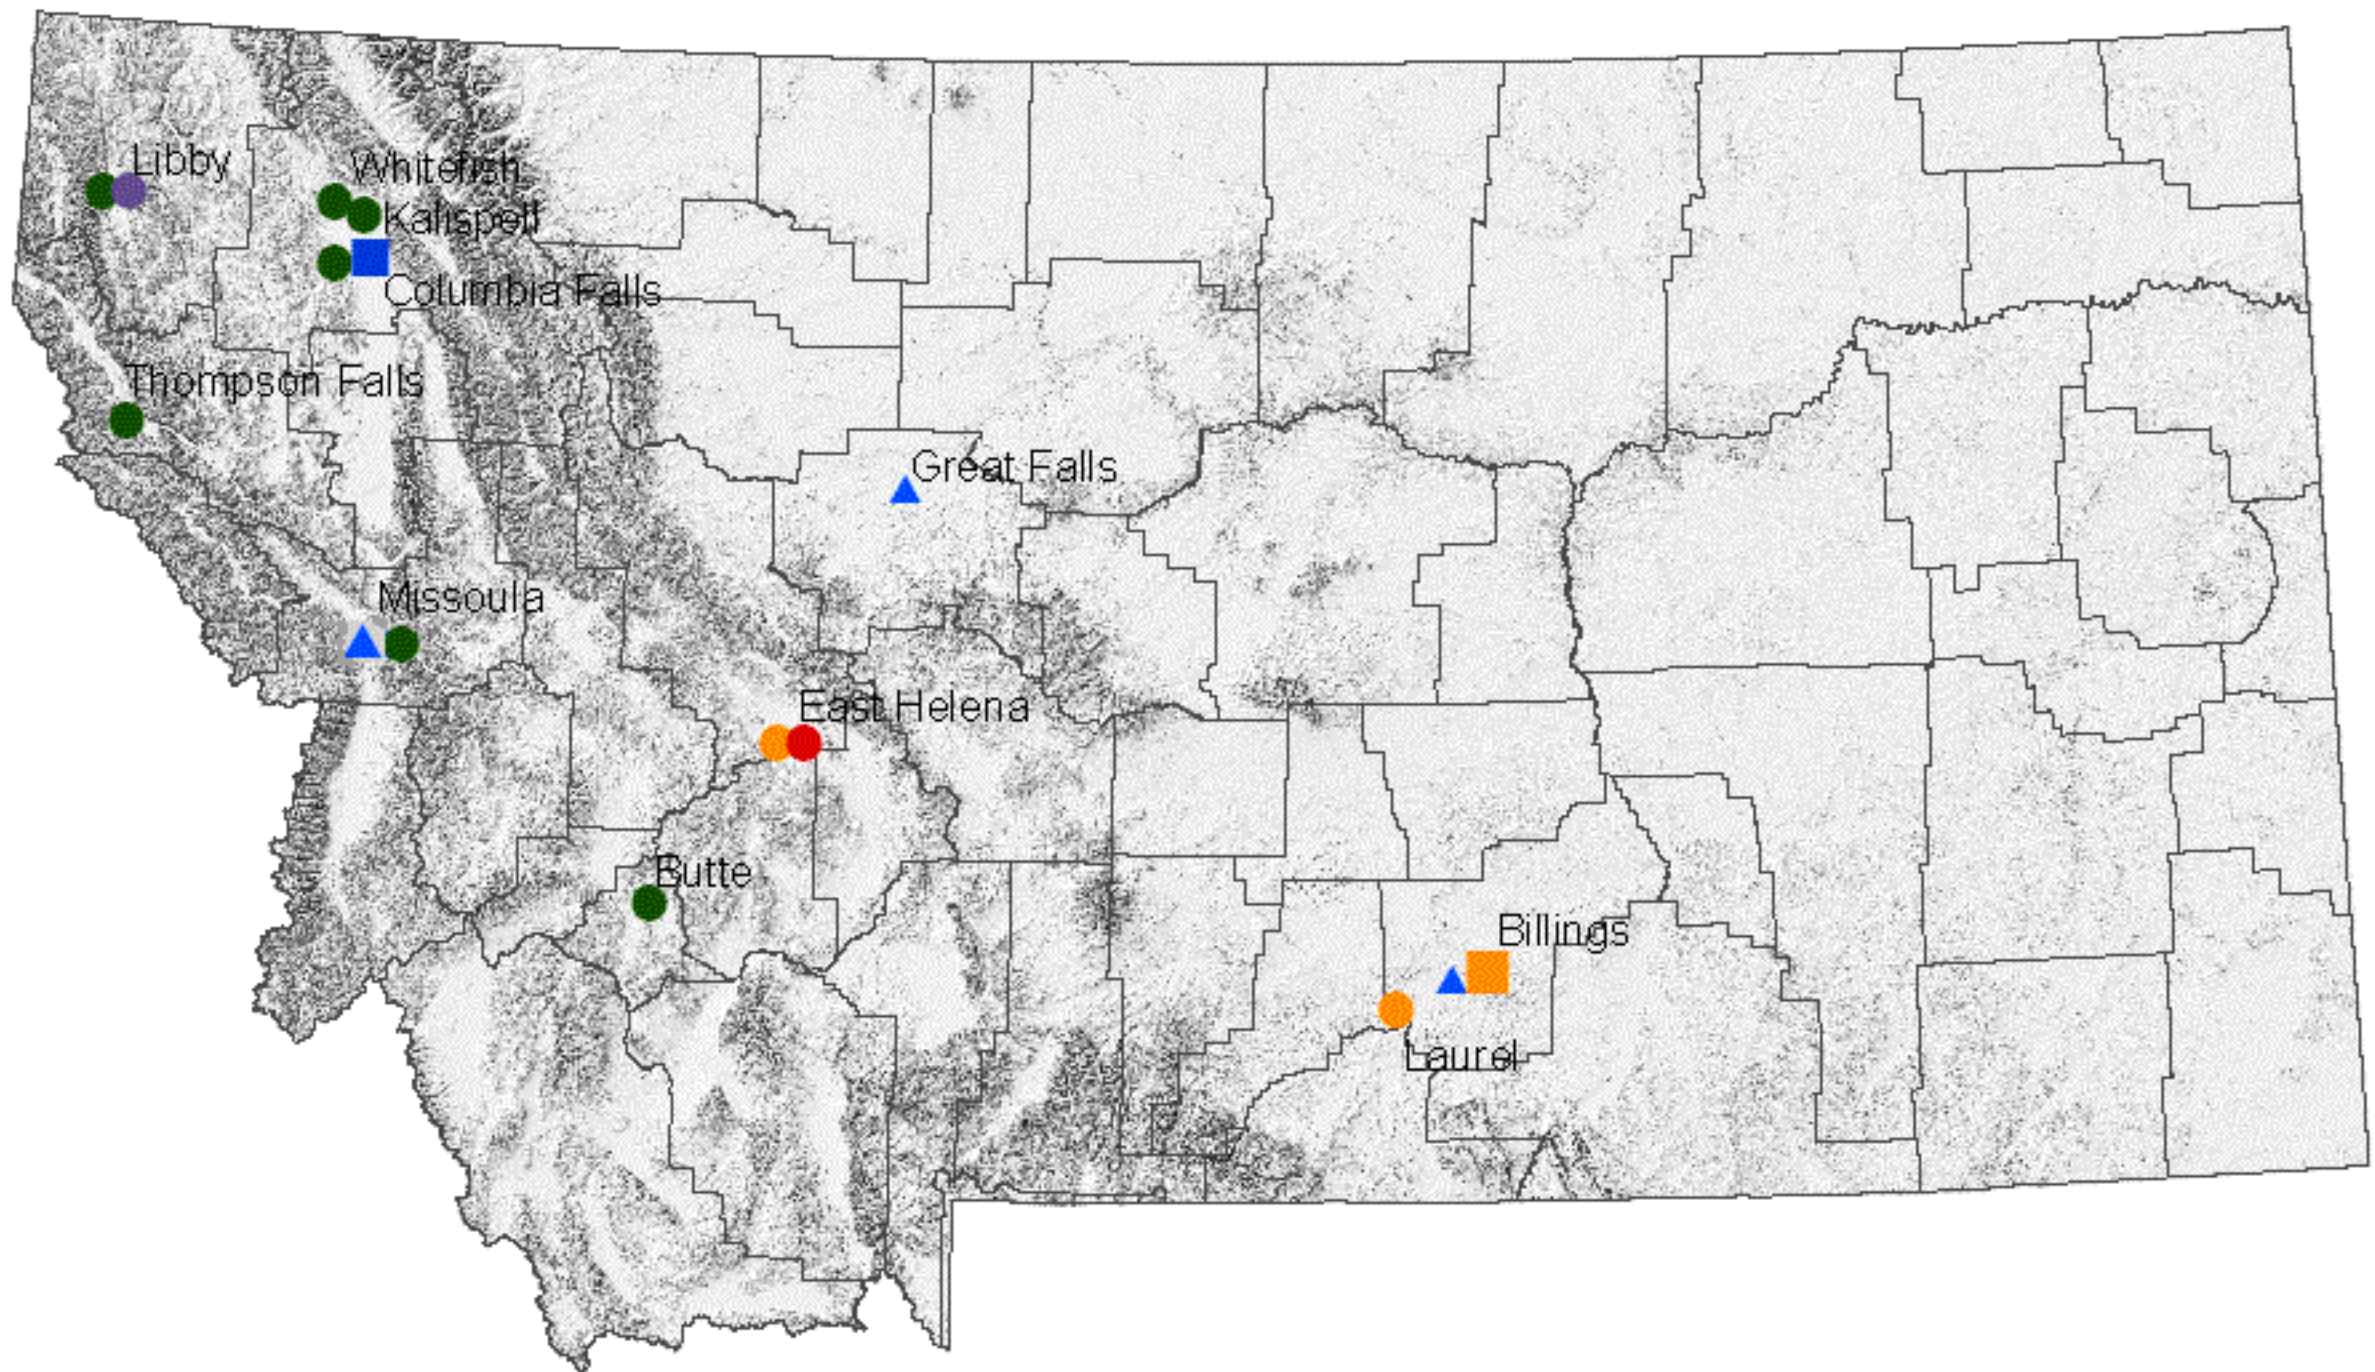 Libby
Whitefish
Kalispell
Columbia Falls
Thompson Falls
Great Falls
Missoula
East Helena
Butte
Billings
Laurel